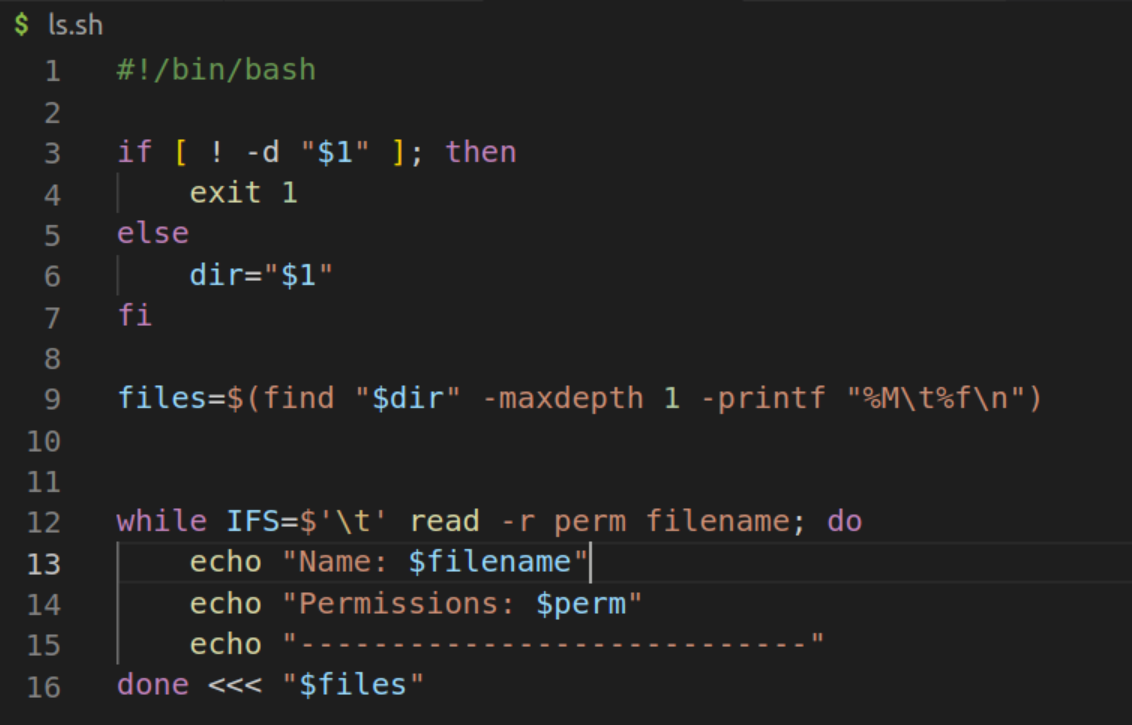 $ ls.sh
1 #!/bin/bash
2
3 if [ ! -d "$1" ]; then
4     exit 1
5 else
6     dir="$1"
7 fi
8
9 files=$(find "$dir" -maxdepth 1 -printf "%M\t%f\n")
10
11
12 while IFS=$'\t' read -r perm filename; do
13     echo "Name: $filename"
14     echo "Permissions: $perm"
15     echo "----------------------------"
16 done <<< "$files"